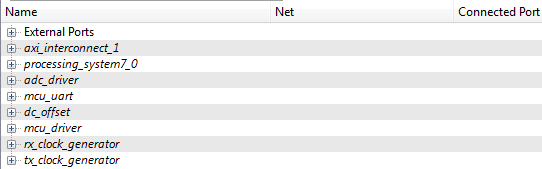 Name Net Connected Port
External Ports
axi_interconnect_1
processing_system7_0
adc_driver
mcu_uart
dc_offset
mcu_driver
rx_clock_generator
tx_clock_generator